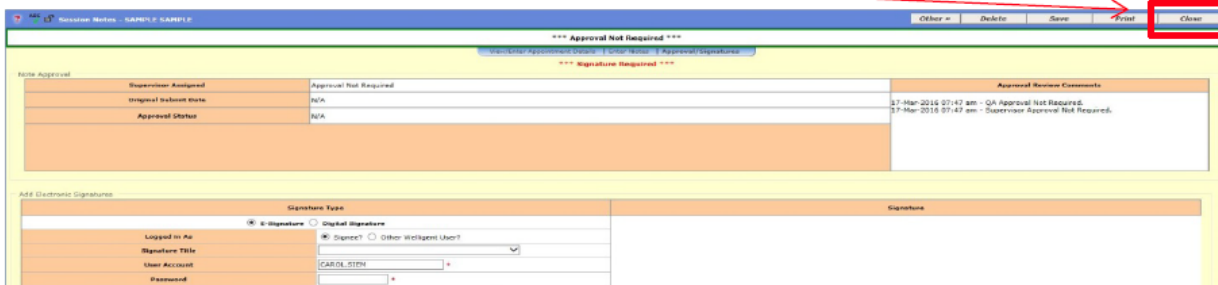 Session Notes - SAMPLE SAMPLE
Other Delete Save Print Close
*** Approval Not Required ***
View/Enter Appointment Details | Enter Notes | Approval/Signatures
*** Signature Required ***
Note Approval
Supervisor Assigned Approval Not Required Approval Review Comments
Original Submit Date N/A
17-Mar-2016 07:47 am - QA Approval Not Required.
17-Mar-2016 07:47 am - Supervisor Approval Not Required.
Approval Status N/A
Add Electronic Signatures
Signature Type Signature
E-Signature Digital Signature
Logged In As Signee? Other Welligent User?
Signature Title
User Account CAROL.SIEM *
Password *